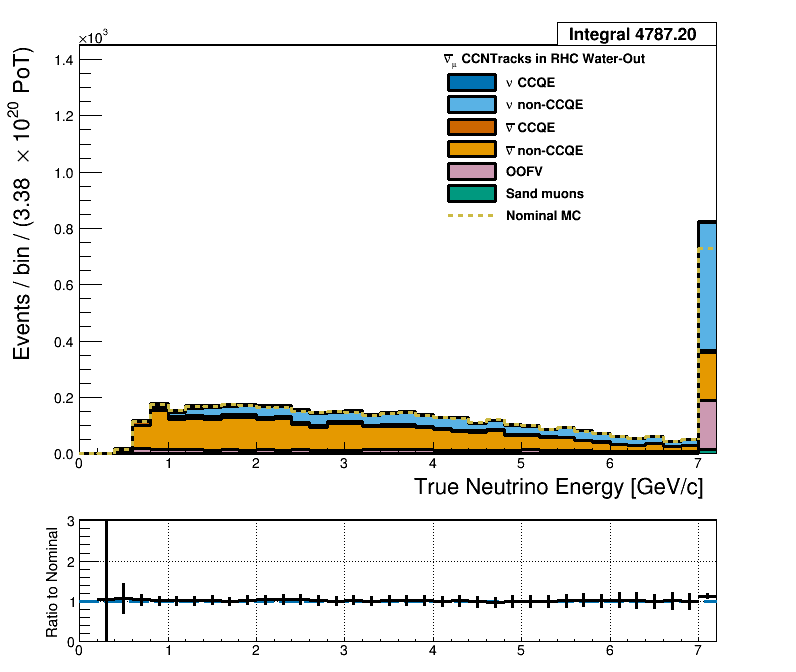 Integral 4787.20
×10³
ν̅μ CCNTracks in RHC Water-Out
ν CCQE
ν non-CCQE
ν̅ CCQE
ν̅ non-CCQE
OOFV
Sand muons
Nominal MC
Events / bin / (3.38 × 10²⁰ PoT)
1.4
1.2
1.0
0.8
0.6
0.4
0.2
0.0
0 1 2 3 4 5 6 7
True Neutrino Energy [GeV/c]
Ratio to Nominal
3
2
1
0
0 1 2 3 4 5 6 7